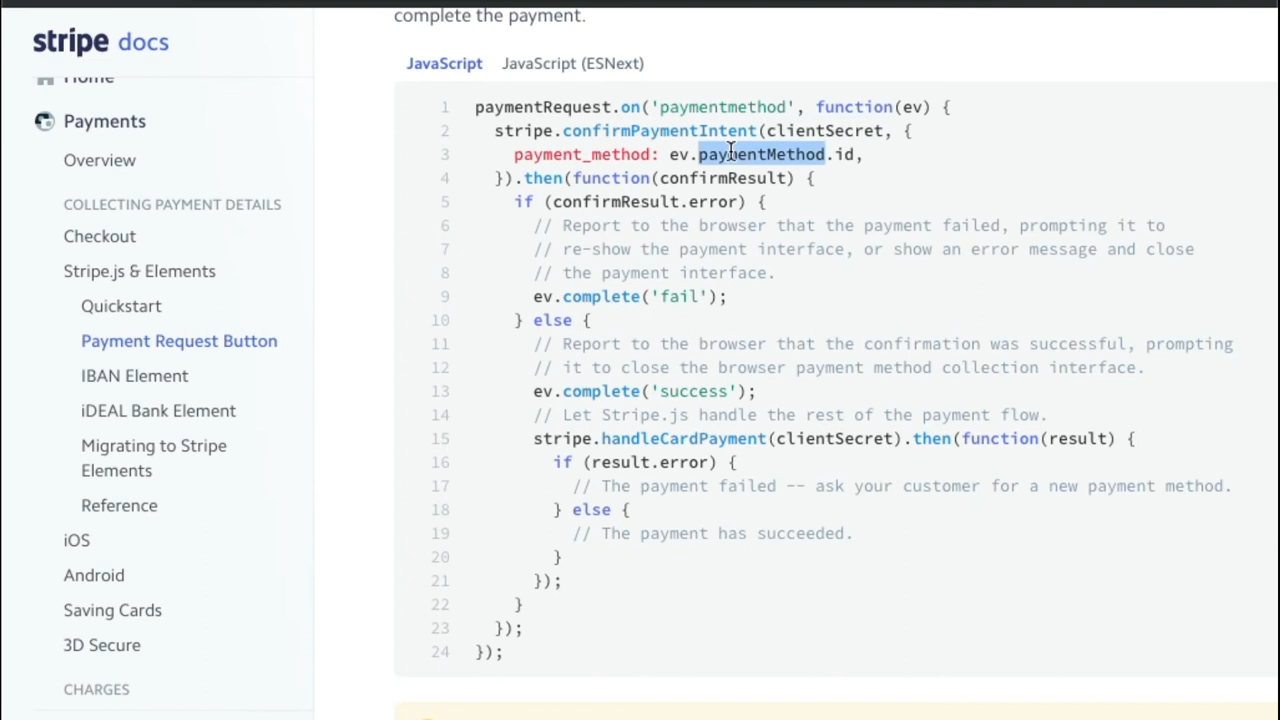 complete the payment.
stripe docs
Home
Payments
Overview
COLLECTING PAYMENT DETAILS
Checkout
Stripe.js & Elements
Quickstart
Payment Request Button
IBAN Element
iDEAL Bank Element
Migrating to Stripe
Elements
Reference
iOS
Android
Saving Cards
3D Secure
CHARGES
JavaScript JavaScript (ESNext)
1 paymentRequest.on('paymentmethod', function(ev) {
2 stripe.confirmPaymentIntent(clientSecret, {
3 payment_method: ev.paymentMethod.id,
4 }).then(function(confirmResult) {
5 if (confirmResult.error) {
6 // Report to the browser that the payment failed, prompting it to
7 // re-show the payment interface, or show an error message and close
8 // the payment interface.
9 ev.complete('fail');
10 } else {
11 // Report to the browser that the confirmation was successful, prompting
12 // it to close the browser payment method collection interface.
13 ev.complete('success');
14 // Let Stripe.js handle the rest of the payment flow.
15 stripe.handleCardPayment(clientSecret).then(function(result) {
16 if (result.error) {
17 // The payment failed -- ask your customer for a new payment method.
18 } else {
19 // The payment has succeeded.
20 }
21 });
22 }
23 });
24 });